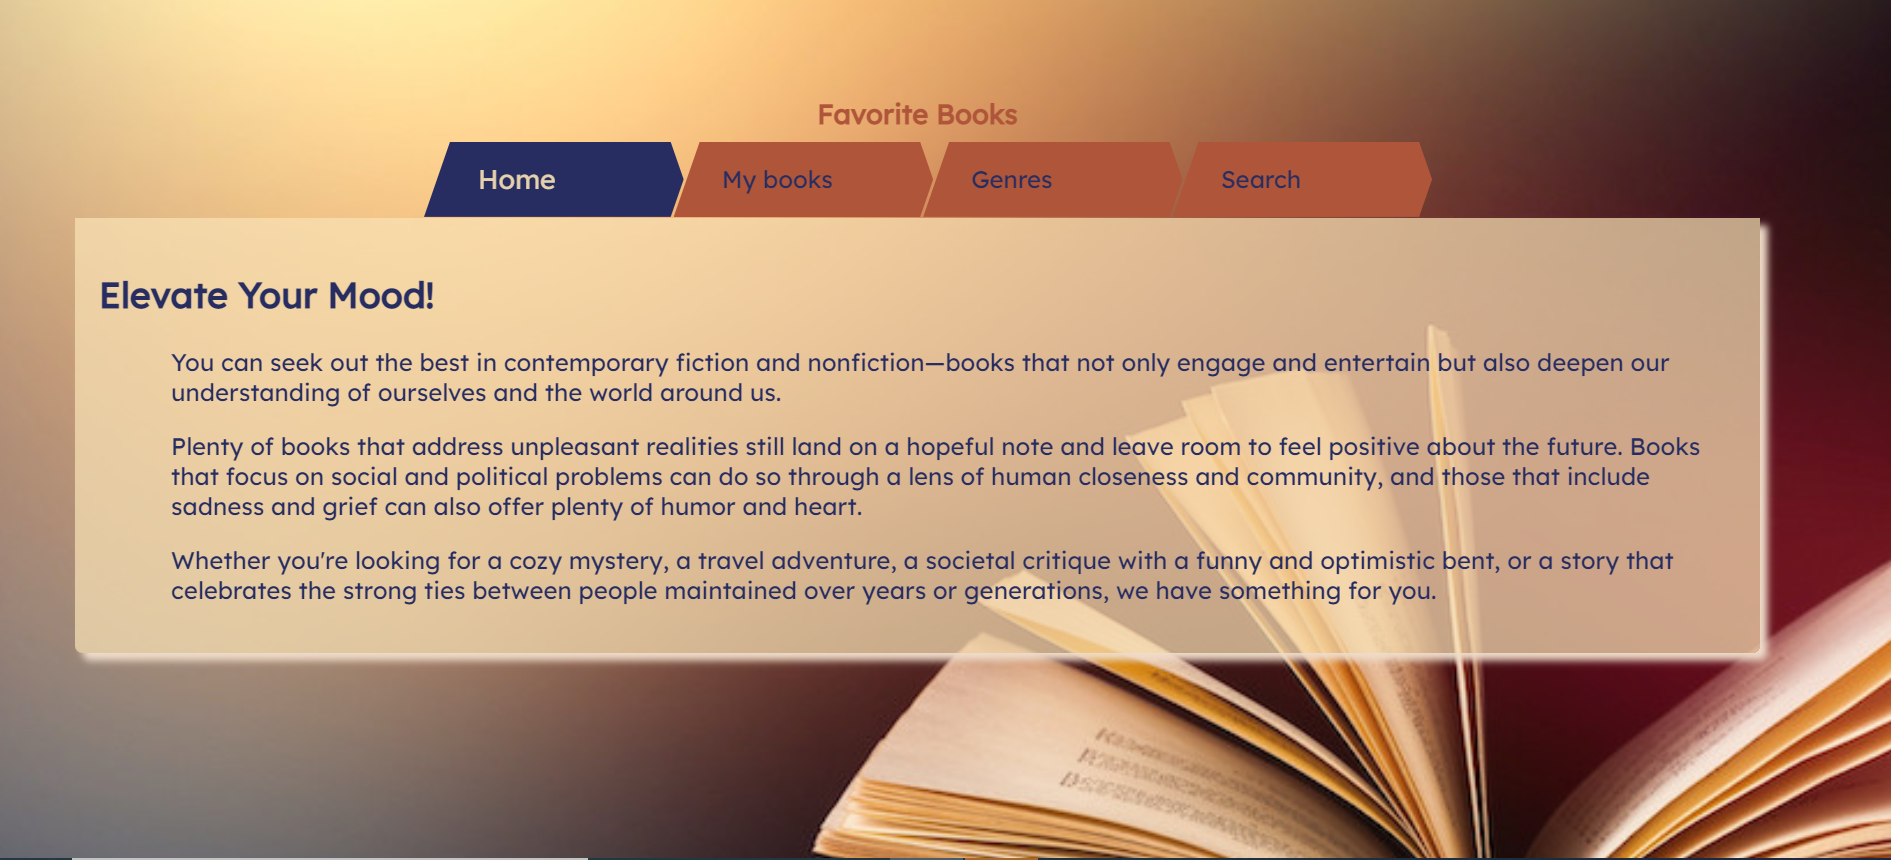 Favorite Books
Home My books Genres Search
Elevate Your Mood!
You can seek out the best in contemporary fiction and nonfiction—books that not only engage and entertain but also deepen our
understanding of ourselves and the world around us.
Plenty of books that address unpleasant realities still land on a hopeful note and leave room to feel positive about the future. Books
that focus on social and political problems can do so through a lens of human closeness and community, and those that include
sadness and grief can also offer plenty of humor and heart.
Whether you're looking for a cozy mystery, a travel adventure, a societal critique with a funny and optimistic bent, or a story that
celebrates the strong ties between people maintained over years or generations, we have something for you.